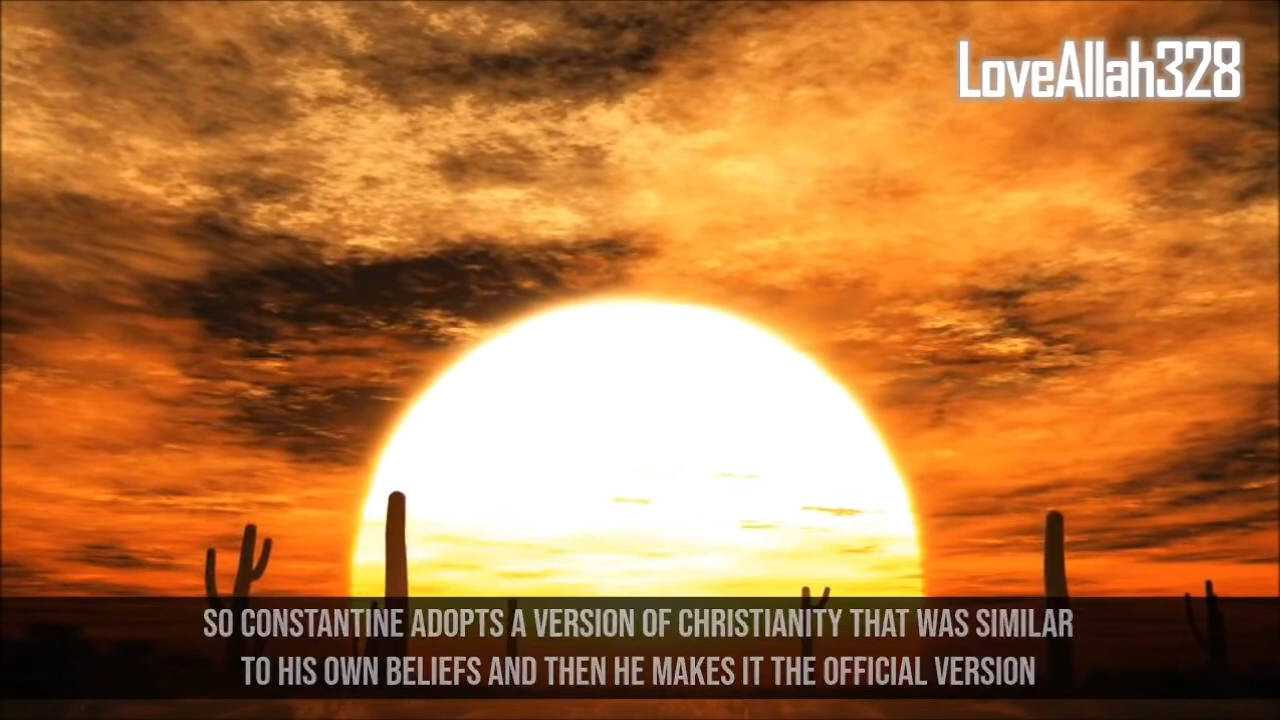 LoveAllah328
SO CONSTANTINE ADOPTS A VERSION OF CHRISTIANITY THAT WAS SIMILAR
TO HIS OWN BELIEFS AND THEN HE MAKES IT THE OFFICIAL VERSION